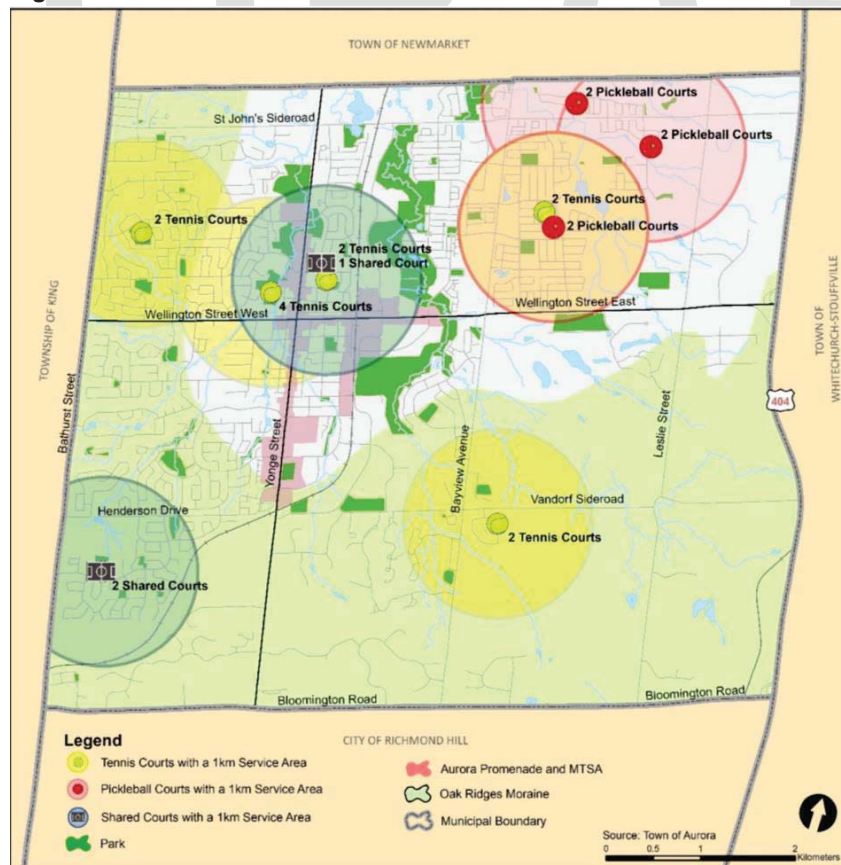 TOWN OF NEWMARKET
2 Pickleball Courts
St John's Sideroad
2 Pickleball Courts
2 Tennis Courts
2 Tennis Courts
2 Pickleball Courts
2 Tennis Courts
1 Shared Court
4 Tennis Courts
Wellington Street West
Wellington Street East
TOWNSHIP OF KING
TOWN OF
WHITECHURCH-STOUFFVILLE
Bathurst Street
404
Yonge Street
Bayview Avenue
Leslie Street
Henderson Drive
Vandorf Sideroad
2 Tennis Courts
2 Shared Courts
Bloomington Road
Bloomington Road
CITY OF RICHMOND HILL
Legend
Tennis Courts with a 1km Service Area
Pickleball Courts with a 1km Service Area
Shared Courts with a 1km Service Area
Park
Aurora Promenade and MTSA
Oak Ridges Moraine
Municipal Boundary
Source: Town of Aurora
0 0.5 1 2
Kilometers